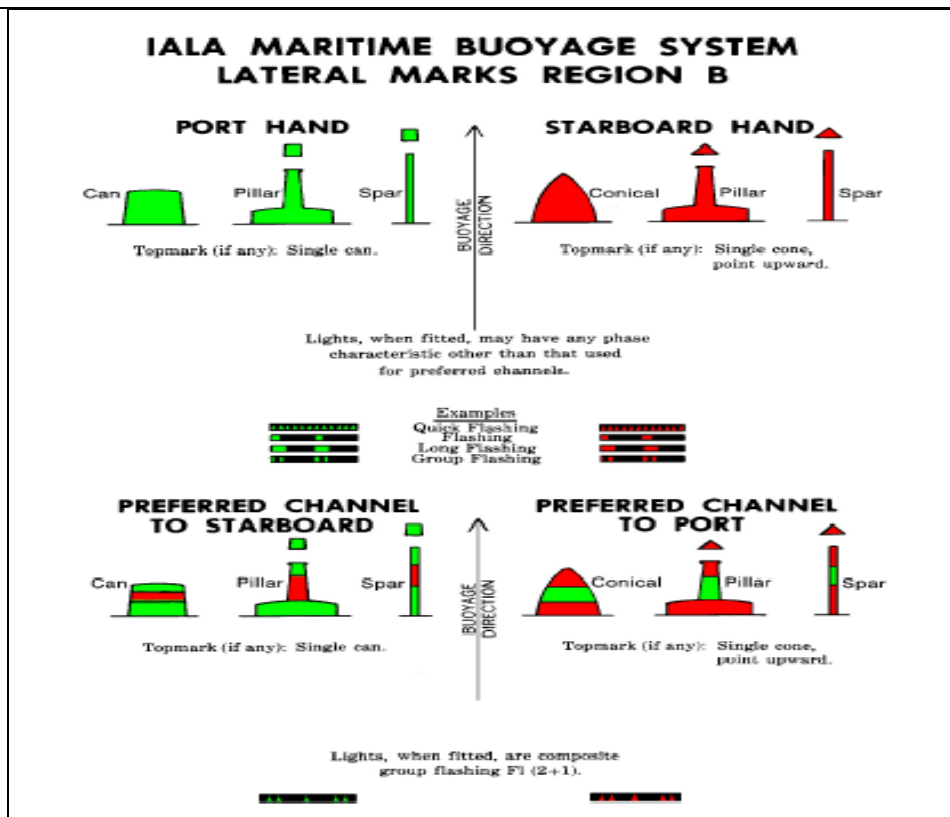 IALA MARITIME BUOYAGE SYSTEM
LATERAL MARKS REGION B
PORT HAND
STARBOARD HAND
Can
Pillar
Spar
Conical
Pillar
Spar
BUOYAGE
DIRECTION
Topmark (if any): Single can.
Topmark (if any): Single cone,
point upward.
Lights, when fitted, may have any phase
characteristic other than that used
for preferred channels.
Examples
Quick Flashing
Flashing
Long Flashing
Group Flashing
PREFERRED CHANNEL
TO STARBOARD
PREFERRED CHANNEL
TO PORT
Can
Pillar
Spar
Conical
Pillar
Spar
BUOYAGE
DIRECTION
Topmark (if any): Single can.
Topmark (if any): Single cone,
point upward.
Lights, when fitted, are composite
group flashing Fl (2+1).